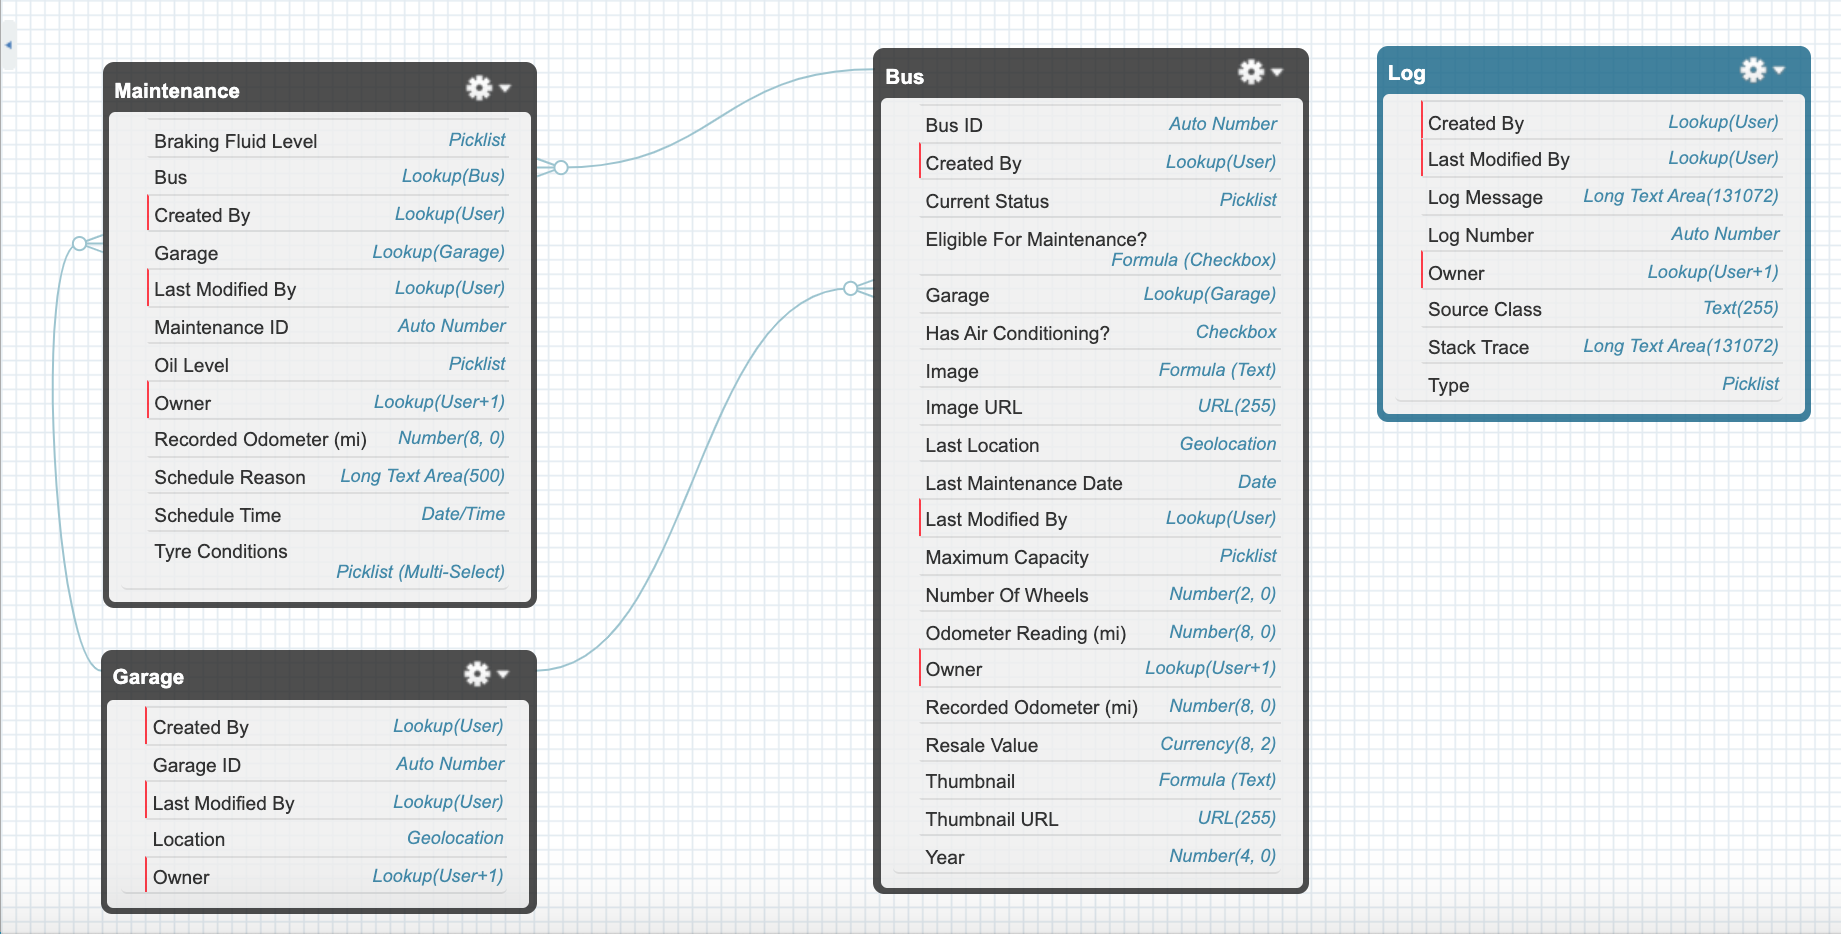 Maintenance
Braking Fluid Level Picklist
Bus Lookup(Bus)
Created By Lookup(User)
Garage Lookup(Garage)
Last Modified By Lookup(User)
Maintenance ID Auto Number
Oil Level Picklist
Owner Lookup(User+1)
Recorded Odometer (mi) Number(8, 0)
Schedule Reason Long Text Area(500)
Schedule Time Date/Time
Tyre Conditions
Picklist (Multi-Select)
Garage
Created By Lookup(User)
Garage ID Auto Number
Last Modified By Lookup(User)
Location Geolocation
Owner Lookup(User+1)
Bus
Bus ID Auto Number
Created By Lookup(User)
Current Status Picklist
Eligible For Maintenance?
Formula (Checkbox)
Garage Lookup(Garage)
Has Air Conditioning? Checkbox
Image Formula (Text)
Image URL URL(255)
Last Location Geolocation
Last Maintenance Date Date
Last Modified By Lookup(User)
Maximum Capacity Picklist
Number Of Wheels Number(2, 0)
Odometer Reading (mi) Number(8, 0)
Owner Lookup(User+1)
Recorded Odometer (mi) Number(8, 0)
Resale Value Currency(8, 2)
Thumbnail Formula (Text)
Thumbnail URL URL(255)
Year Number(4, 0)
Log
Created By Lookup(User)
Last Modified By Lookup(User)
Log Message Long Text Area(131072)
Log Number Auto Number
Owner Lookup(User+1)
Source Class Text(255)
Stack Trace Long Text Area(131072)
Type Picklist